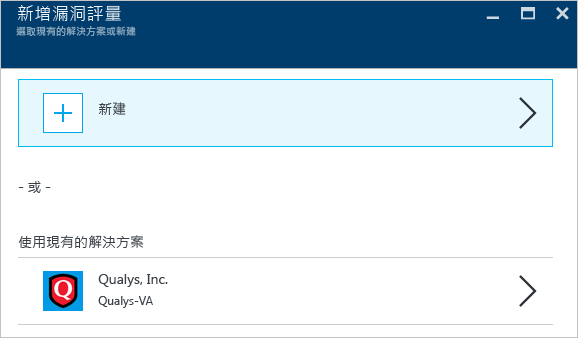 新增漏洞評量
選取現有的解決方案或新建
新建
- 或 -
使用現有的解決方案
Q
Qualys, Inc.
Qualys-VA